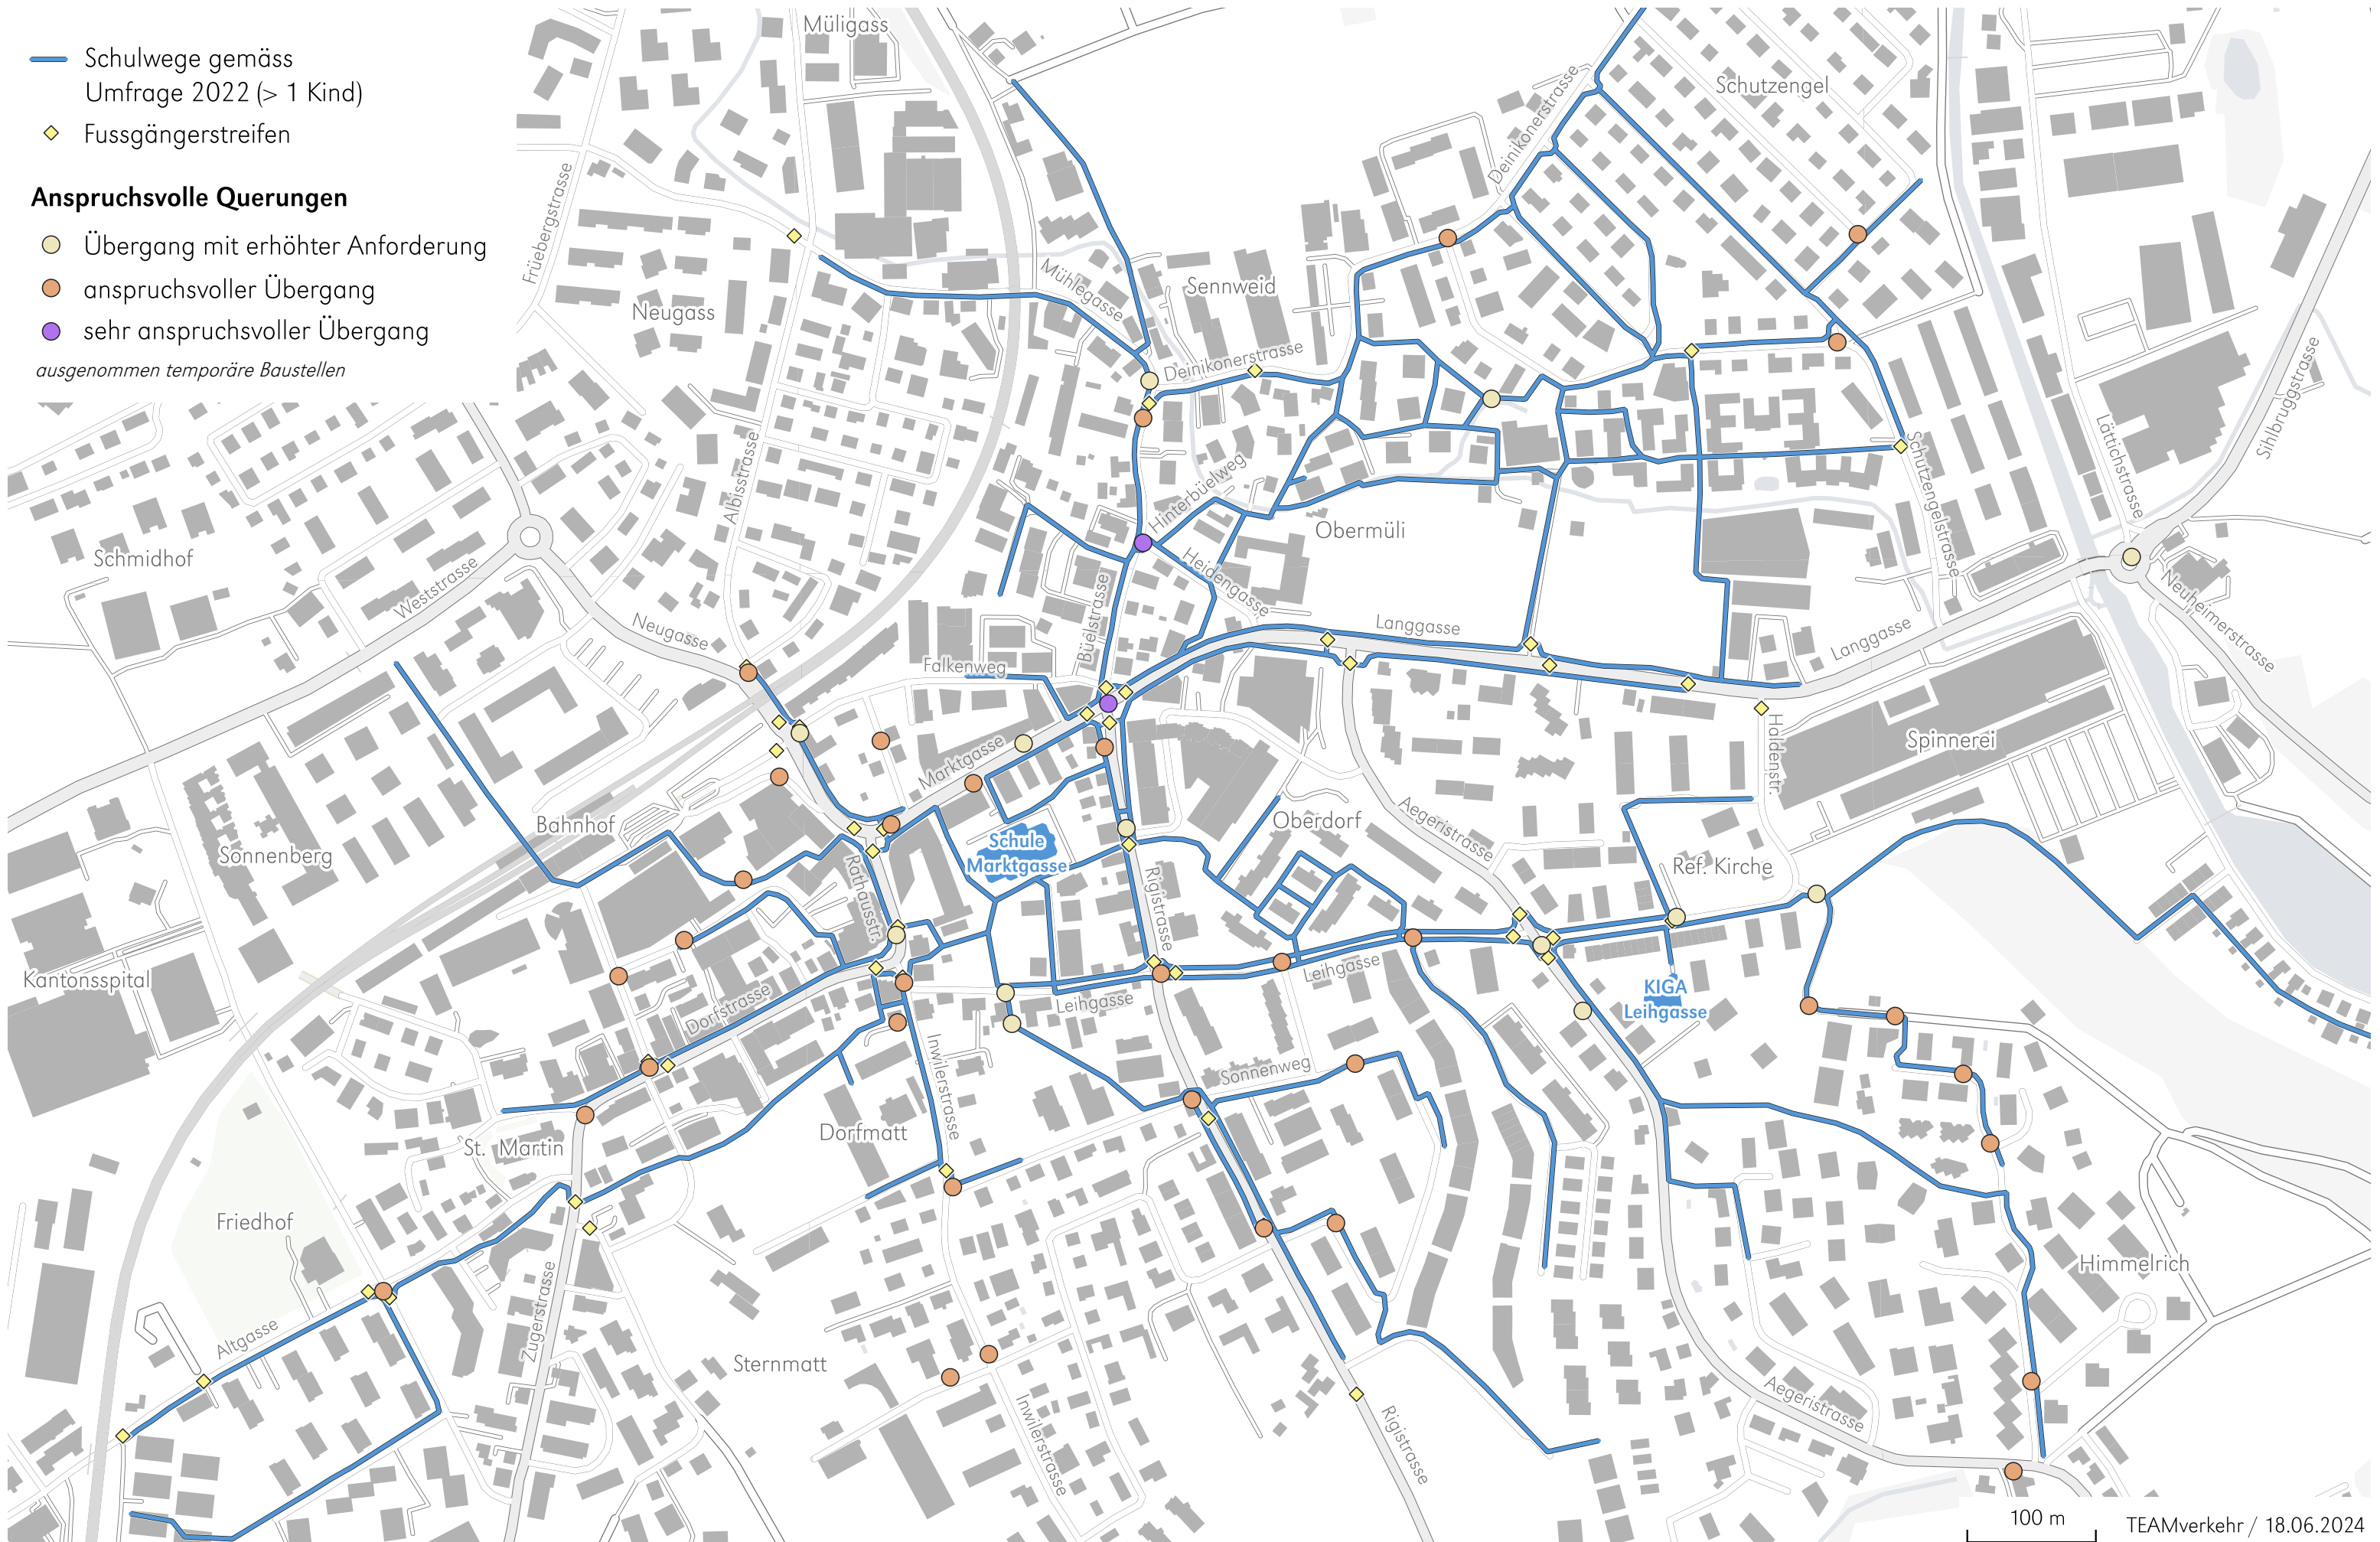 Schulwege gemäss
Umfrage 2022 (> 1 Kind)
Fussgängerstreifen
Anspruchsvolle Querungen
Übergang mit erhöhter Anforderung
anspruchsvoller Übergang
sehr anspruchsvoller Übergang
ausgenommen temporäre Baustellen
Müligass
Schutzengel
Deinikonerstrasse
Früebergstrasse
Mühlegasse
Sennweid
Neugass
Deinikonerstrasse
Sihlbruggstrasse
Lättichstrasse
Albisstrasse
Hinterbüelweg
Schutzengelstrasse
Obermüli
Schmidhof
Weststrasse
Heidengasse
Neuheimerstrasse
Neugasse
Büelstrasse
Langgasse
Langgasse
Falkenweg
Haldenstr.
Spinnerei
Marktgasse
Aegeristrasse
Oberdorf
Bahnhof
Sonnenberg
Schule
Marktgasse
Ref. Kirche
Rathausstr.
Rigistrasse
Kantonsspital
Leihgasse
KIGA
Leihgasse
Dorfstrasse
Leihgasse
Inwilerstrasse
Sonnenweg
Dorfmatt
St. Martin
Friedhof
Himmelrich
Altgasse
Zugerstrasse
Sternmatt
Inwilerstrasse
Aegeristrasse
Rigistrasse
100 m
TEAMverkehr / 18.06.2024